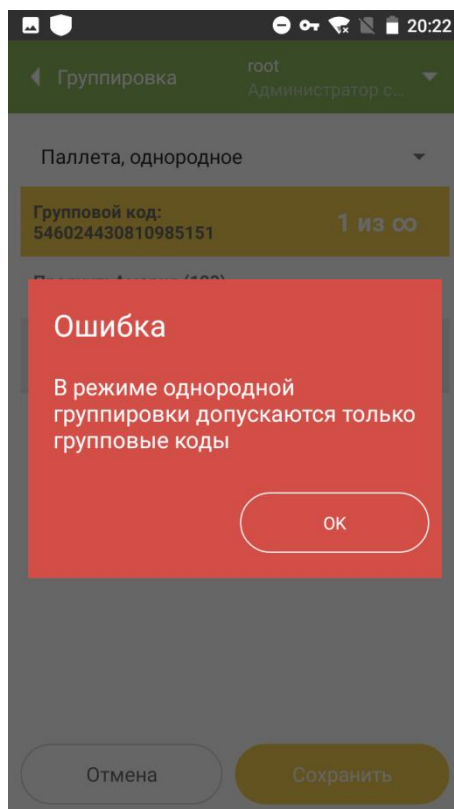 20:22
Группировка
root
Администратор с...
Паллета, однородное
Групповой код:
546024430810985151
1 из ∞
Ошибка
В режиме однородной
группировки допускаются только
групповые коды
OK
Отмена
Сохранить